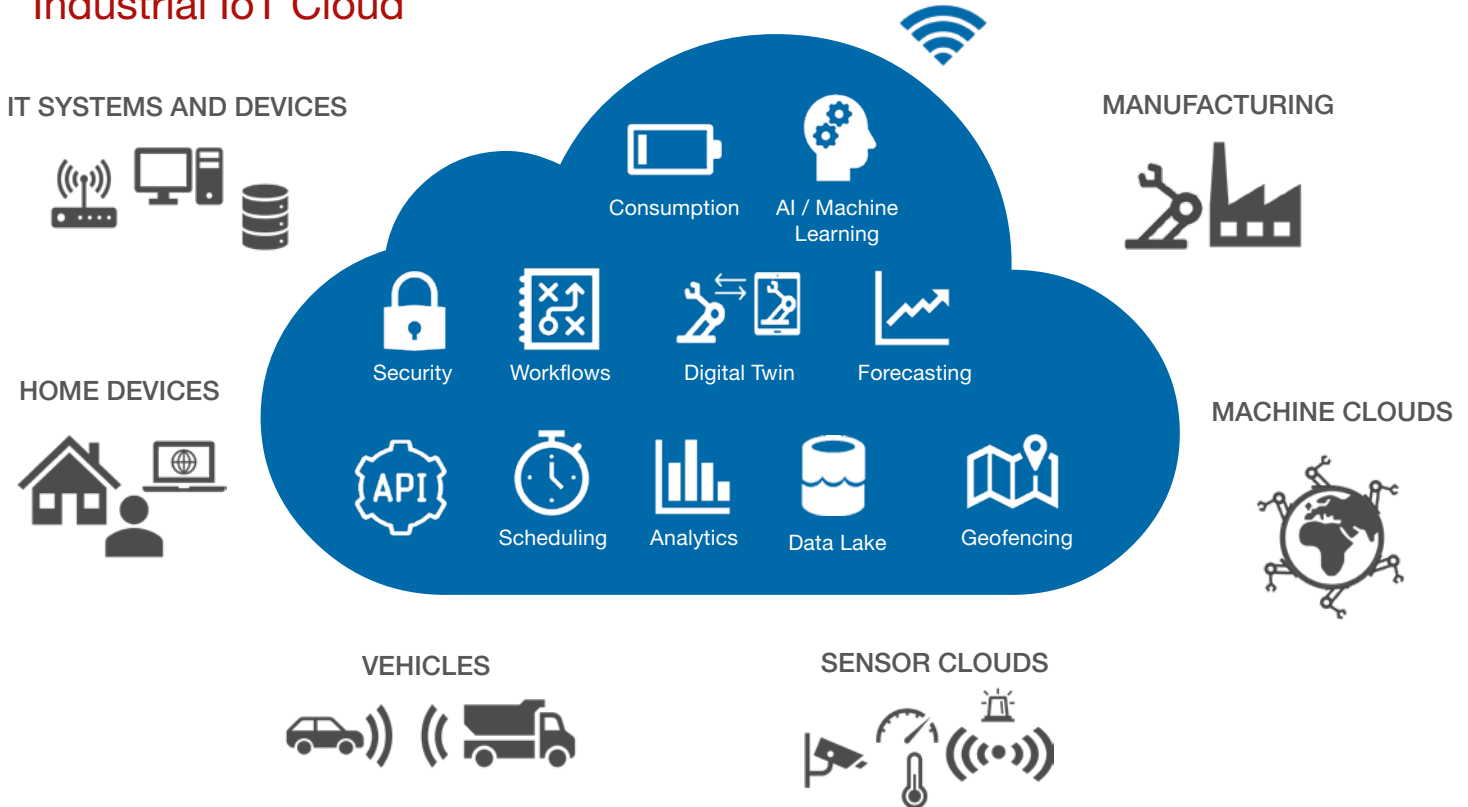 Industrial IoT Cloud
IT SYSTEMS AND DEVICES
MANUFACTURING
Consumption
AI / Machine
Learning
Security
Workflows
Digital Twin
Forecasting
HOME DEVICES
MACHINE CLOUDS
API
Scheduling
Analytics
Data Lake
Geofencing
VEHICLES
SENSOR CLOUDS